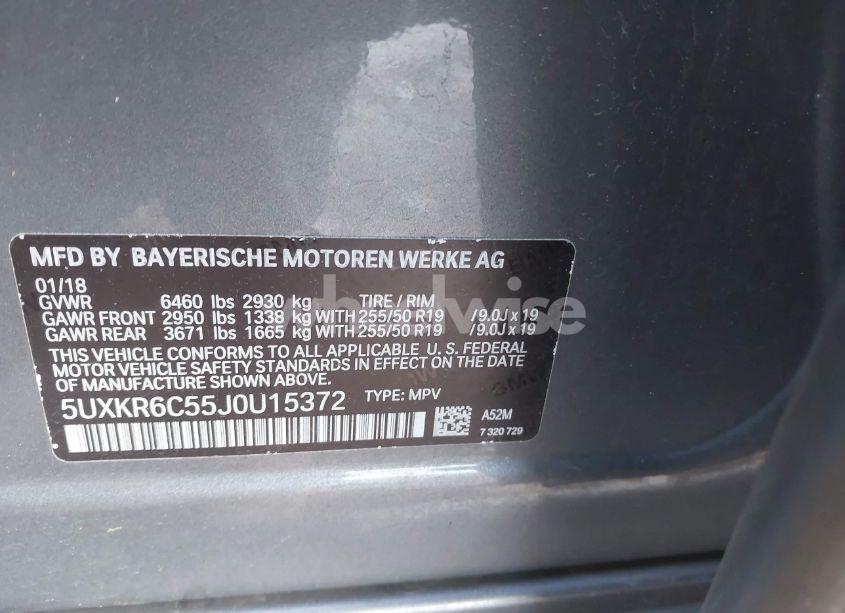 MFD BY BAYERISCHE MOTOREN WERKE AG
01/18
GVWR 6460 lbs 2930 kg TIRE / RIM
GAWR FRONT 2950 lbs 1338 kg WITH 255/50 R19 /9.0J x 19
GAWR REAR 3671 lbs 1665 kg WITH 255/50 R19 /9.0J x 19
THIS VEHICLE CONFORMS TO ALL APPLICABLE U. S. FEDERAL
MOTOR VEHICLE SAFETY STANDARDS IN EFFECT ON THE DATE
OF MANUFACTURE SHOWN ABOVE.
5UXKR6C55J0U15372 TYPE: MPV
A52M
7 320 729